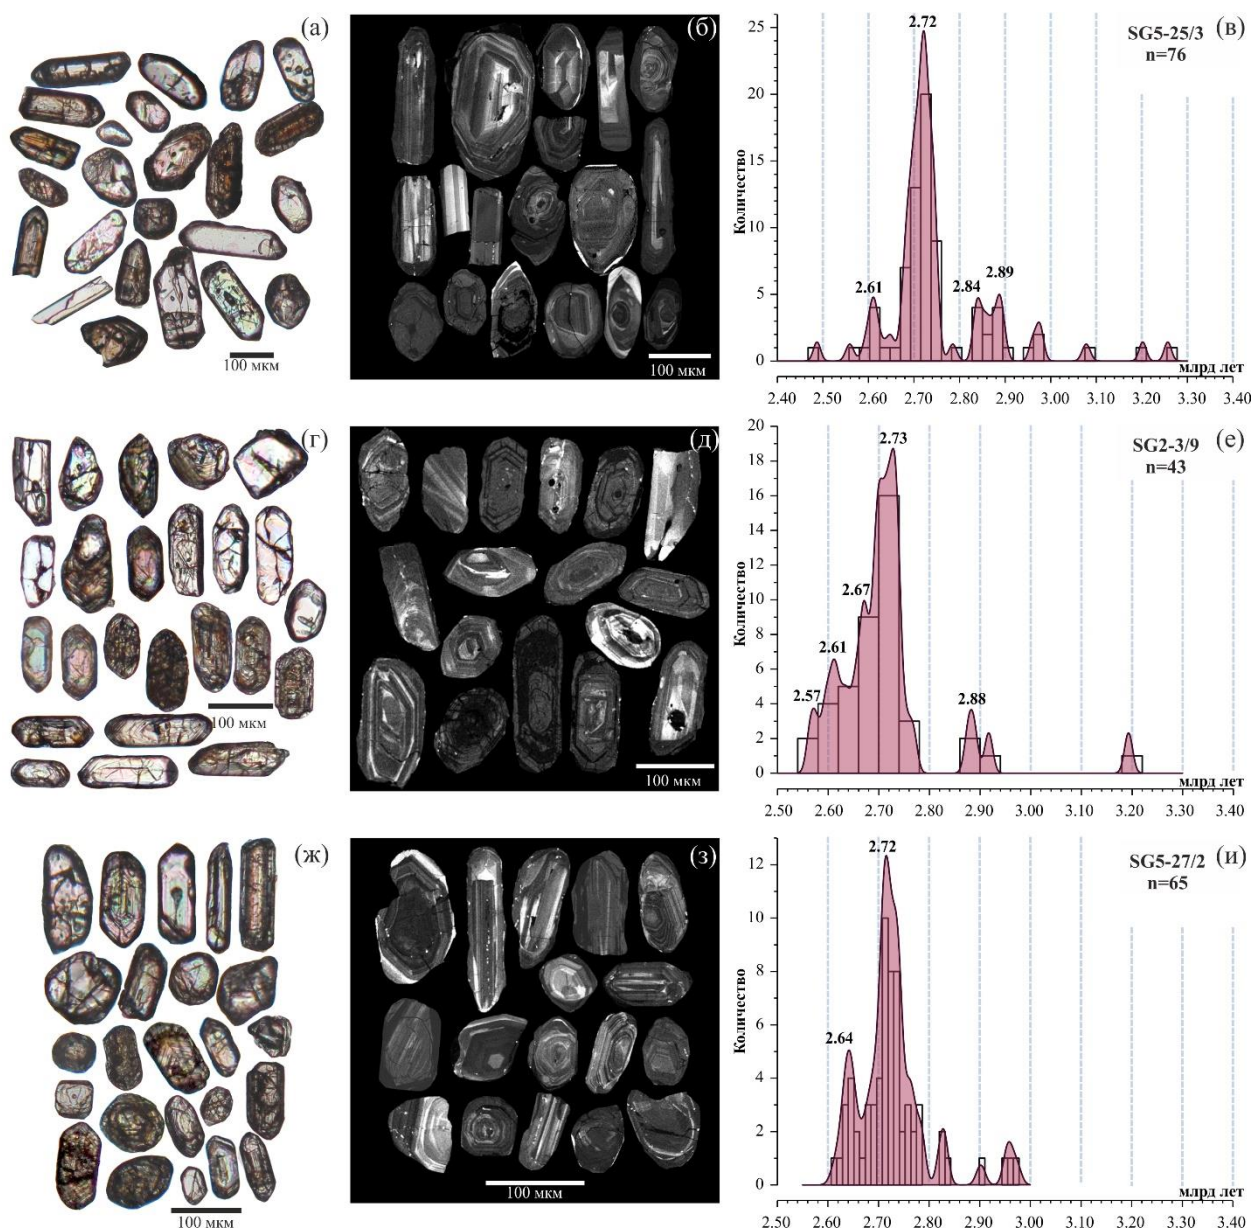 (а)
100 мкм
(б)
100 мкм
(в)
SG5-25/3
n=76
Количество
25
20
15
10
5
0
2.61
2.72
2.84
2.89
млрд лет
2.40 2.50 2.60 2.70 2.80 2.90 3.00 3.10 3.20 3.30 3.40
(г)
100 мкм
(д)
100 мкм
(е)
SG2-3/9
n=43
Количество
20
18
16
14
12
10
8
6
4
2
0
2.57
2.61
2.67
2.73
2.88
млрд лет
2.50 2.60 2.70 2.80 2.90 3.00 3.10 3.20 3.30 3.40
(ж)
100 мкм
(з)
100 мкм
(и)
SG5-27/2
n=65
Количество
12
10
8
6
4
2
0
2.64
2.72
млрд лет
2.50 2.60 2.70 2.80 2.90 3.00 3.10 3.20 3.30 3.40